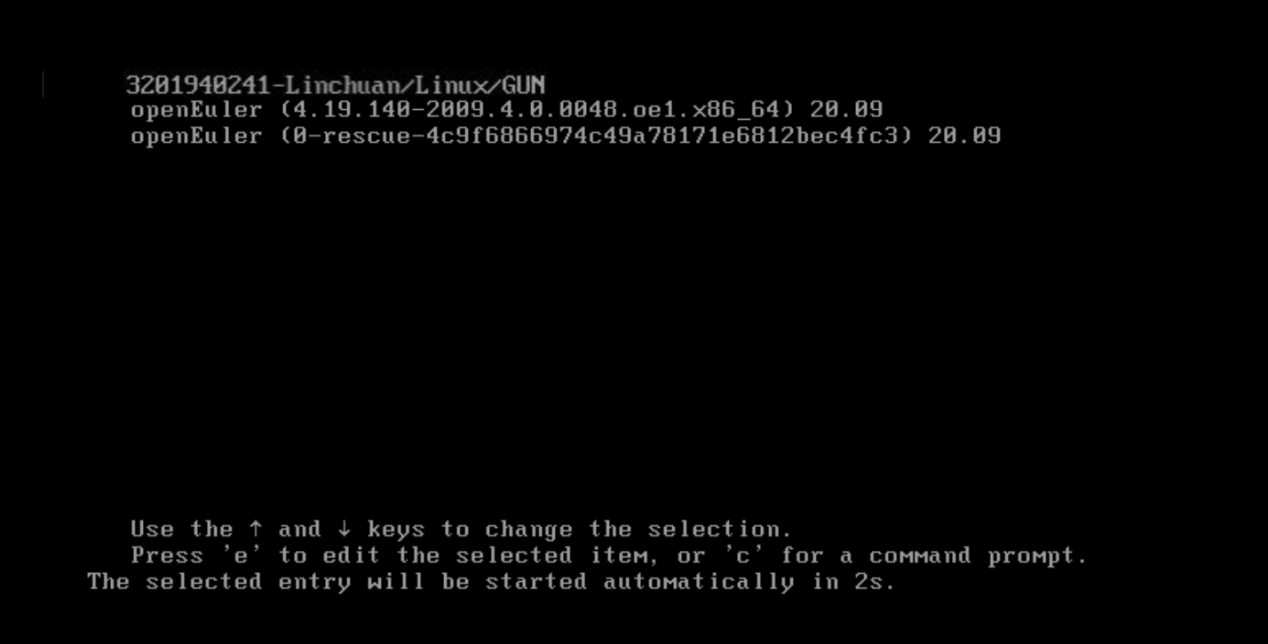 3201940241-Linchuan/Linux/GUN
openEuler (4.19.140-2009.4.0.0048.oe1.x86_64) 20.09
openEuler (0-rescue-4c9f6866974c49a78171e6812bec4fc3) 20.09
Use the ↑ and ↓ keys to change the selection.
Press 'e' to edit the selected item, or 'c' for a command prompt.
The selected entry will be started automatically in 2s.